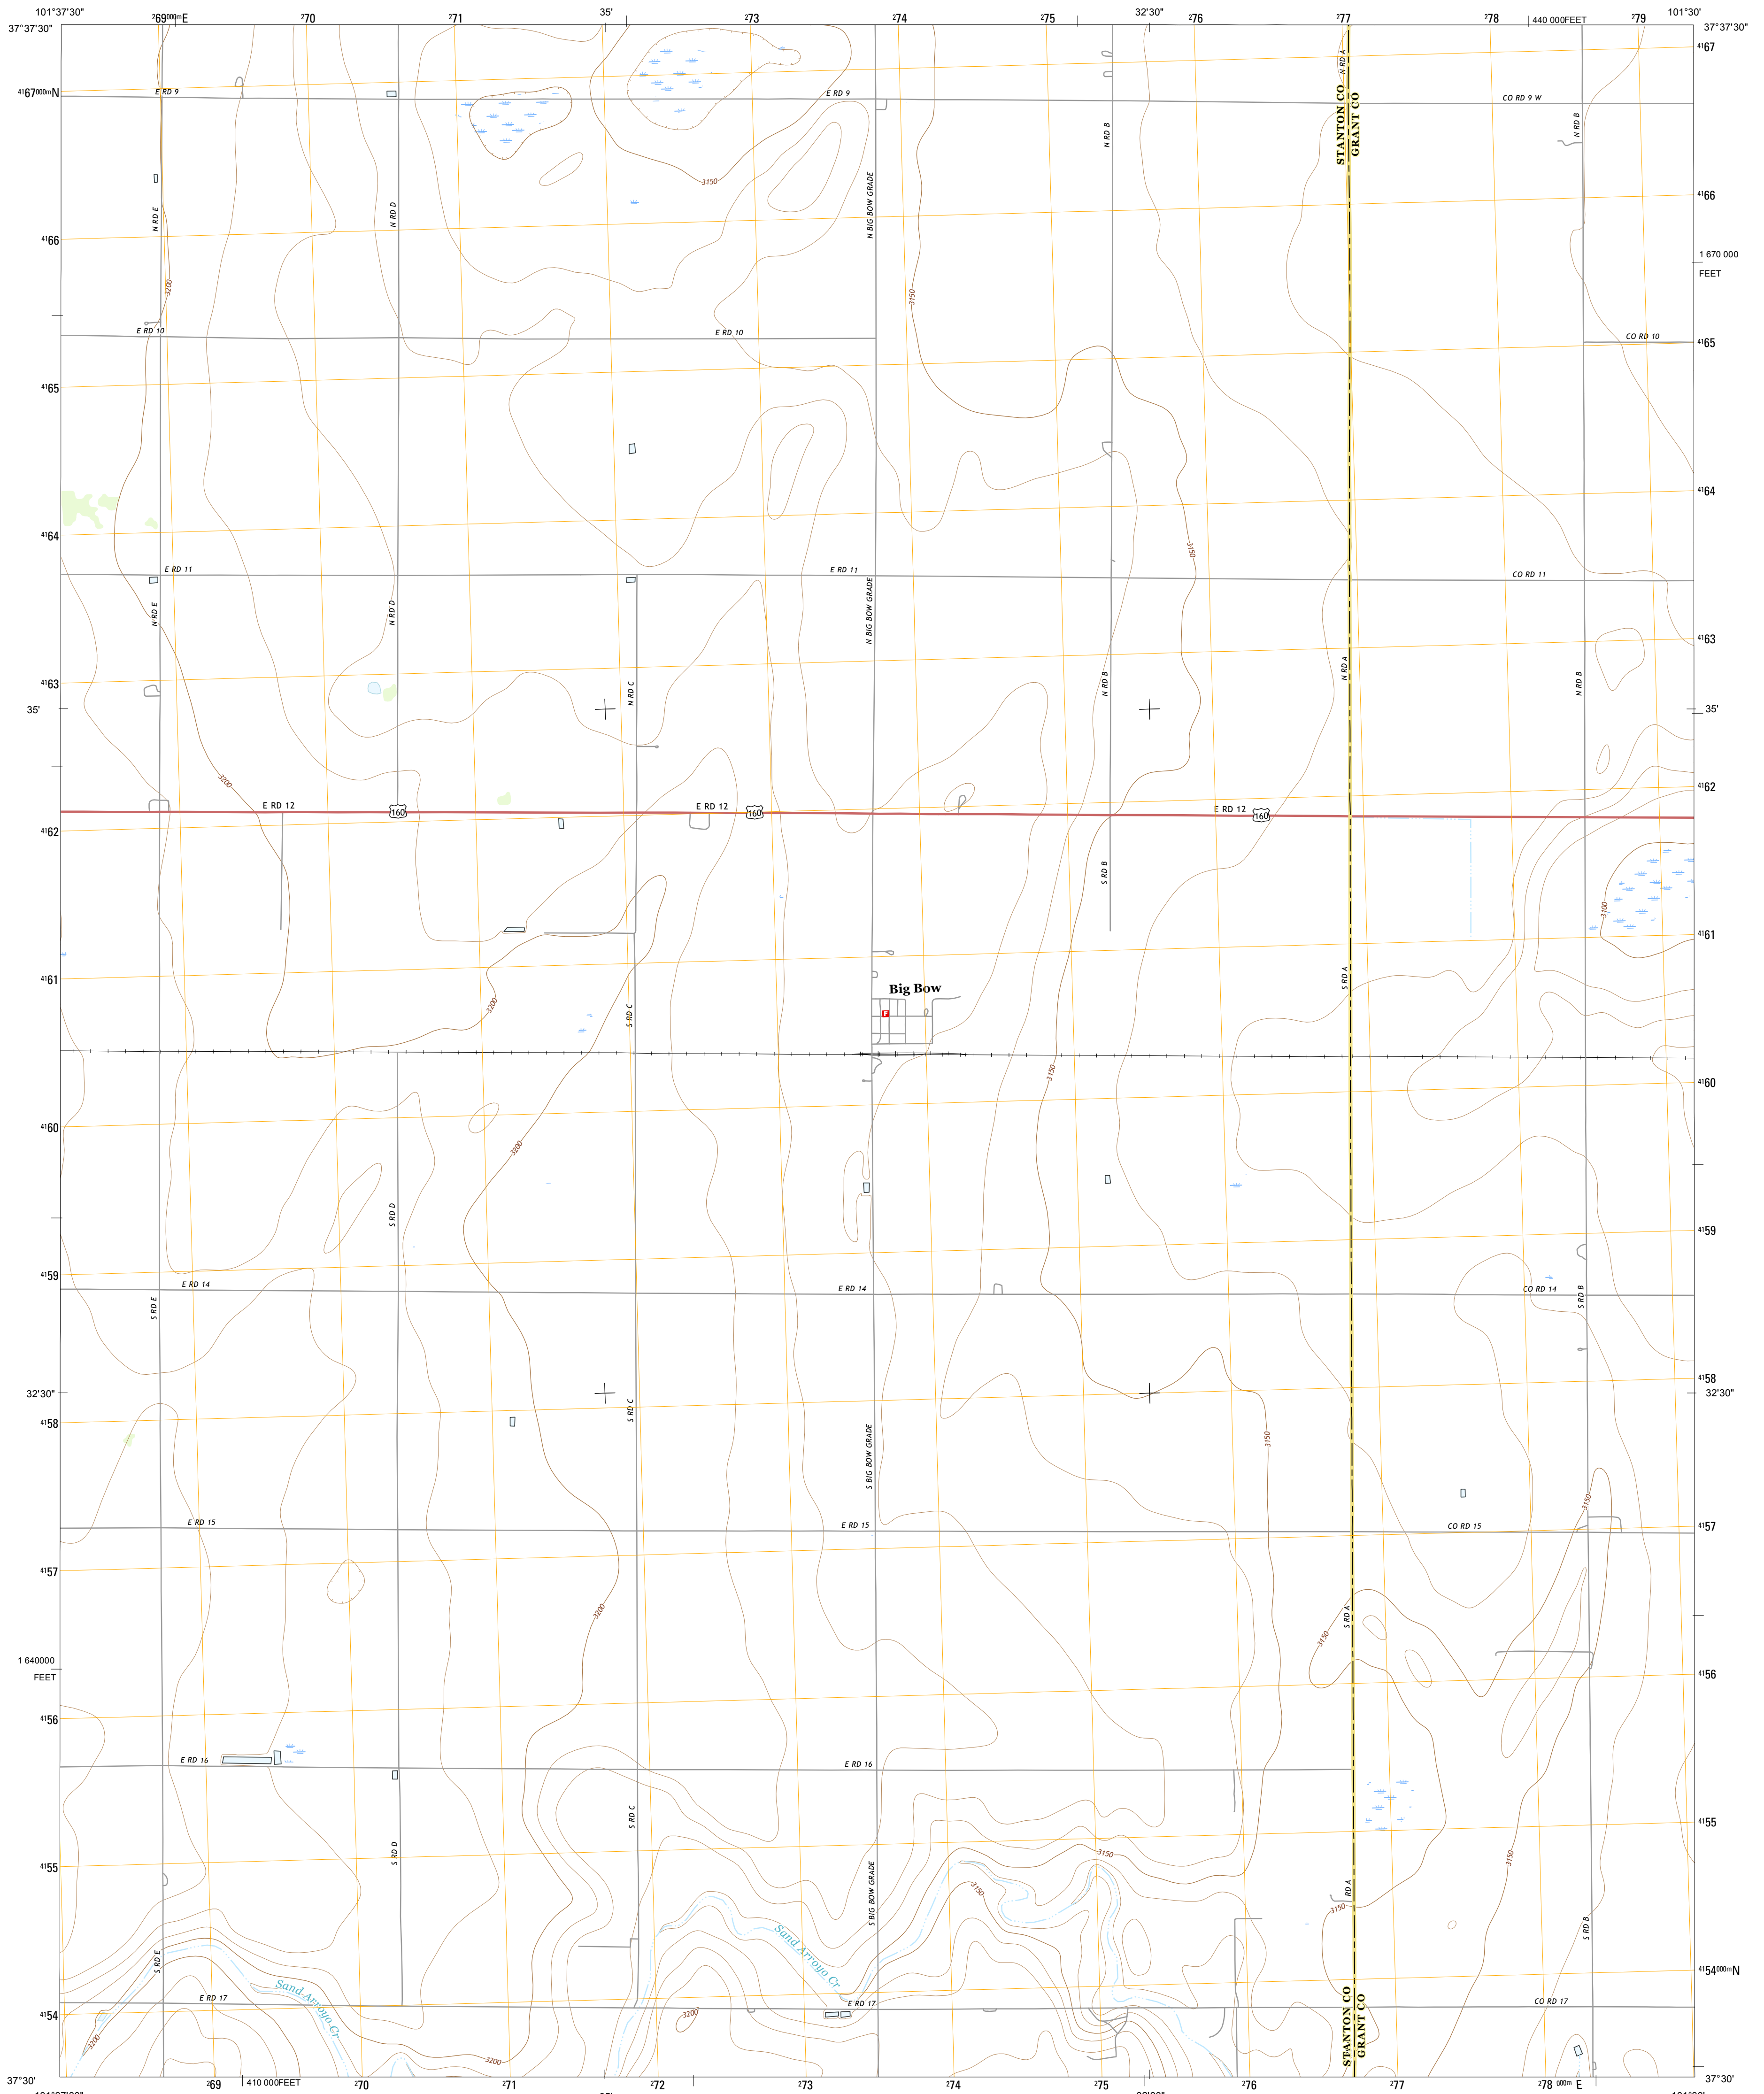 101°37'30"
²69⁰⁰⁰ᵐE
²70
²71
35'
²73
²74
²75
32'30"
²76
²77
²78
440 000FEET
²79
101°30'
37°37'30"
37°37'30"
N RD A
⁴¹67
⁴¹67⁰⁰⁰ᵐN
E RD 9
E RD 9
CO RD 9 W
STANTON CO
GRANT CO
N RD B
N RD B
3150
⁴¹66
N RD E
N RD D
N BIG BOW GRADE
⁴¹66
1 670 000
FEET
3200
3150
E RD 10
E RD 10
CO RD 10
⁴¹65
⁴¹65
⁴¹64
⁴¹64
3150
E RD 11
E RD 11
CO RD 11
N RD E
N RD D
N BIG BOW GRADE
⁴¹63
⁴¹63
N RD C
N RD B
N RD A
N RD B
35'
35'
3200
⁴¹62
E RD 12
160
E RD 12
160
E RD 12
160
⁴¹62
S RD B
3100
⁴¹61
⁴¹61
S RD A
Big Bow
F
3200
S RD C
3150
⁴¹60
⁴¹60
3200
S RD D
⁴¹59
⁴¹59
E RD 14
E RD 14
CO RD 14
S RD E
S RD B
⁴¹58
32'30"
32'30"
⁴¹58
S RD C
3150
S BIG BOW GRADE
3150
E RD 15
E RD 15
CO RD 15
⁴¹57
⁴¹57
3200
S RD A
3150
1 640000
FEET
⁴¹56
⁴¹56
E RD 16
E RD 16
S RD C
⁴¹55
⁴¹55
S RD D
3150
3150
S BIG BOW GRADE
3150
RD A
3150
S RD B
Sand Arroyo Cr
S RD E
⁴¹54⁰⁰⁰ᵐN
Sand Arroyo Cr
E RD 17
E RD 17
CO RD 17
⁴¹54
3200
3200
3200
STANTON CO
GRANT CO
37°30'
²69
410 000FEET
²70
²71
²72
²73
²74
²75
²76
²77
²78 ⁰⁰⁰ᵐ E
37°30'